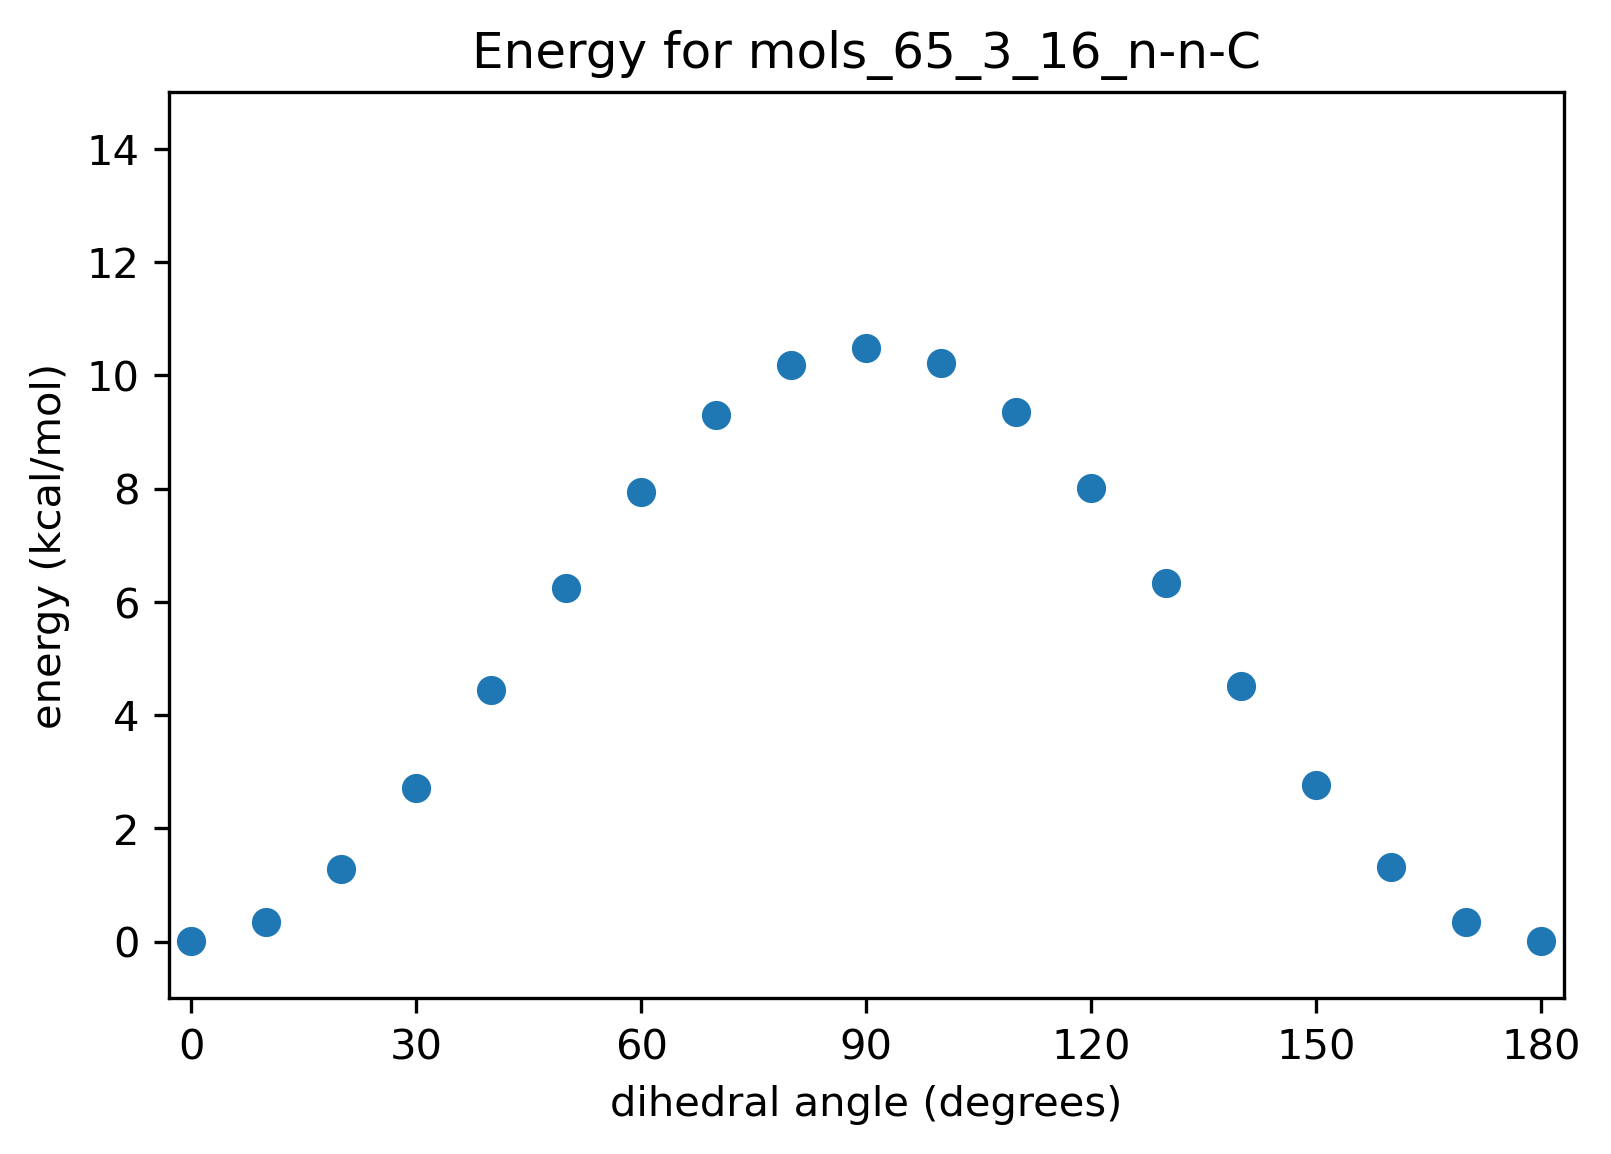 Energy for mols_65_3_16_n-n-C
14
12
10
8
6
4
2
0
energy (kcal/mol)
0 30 60 90 120 150 180
dihedral angle (degrees)